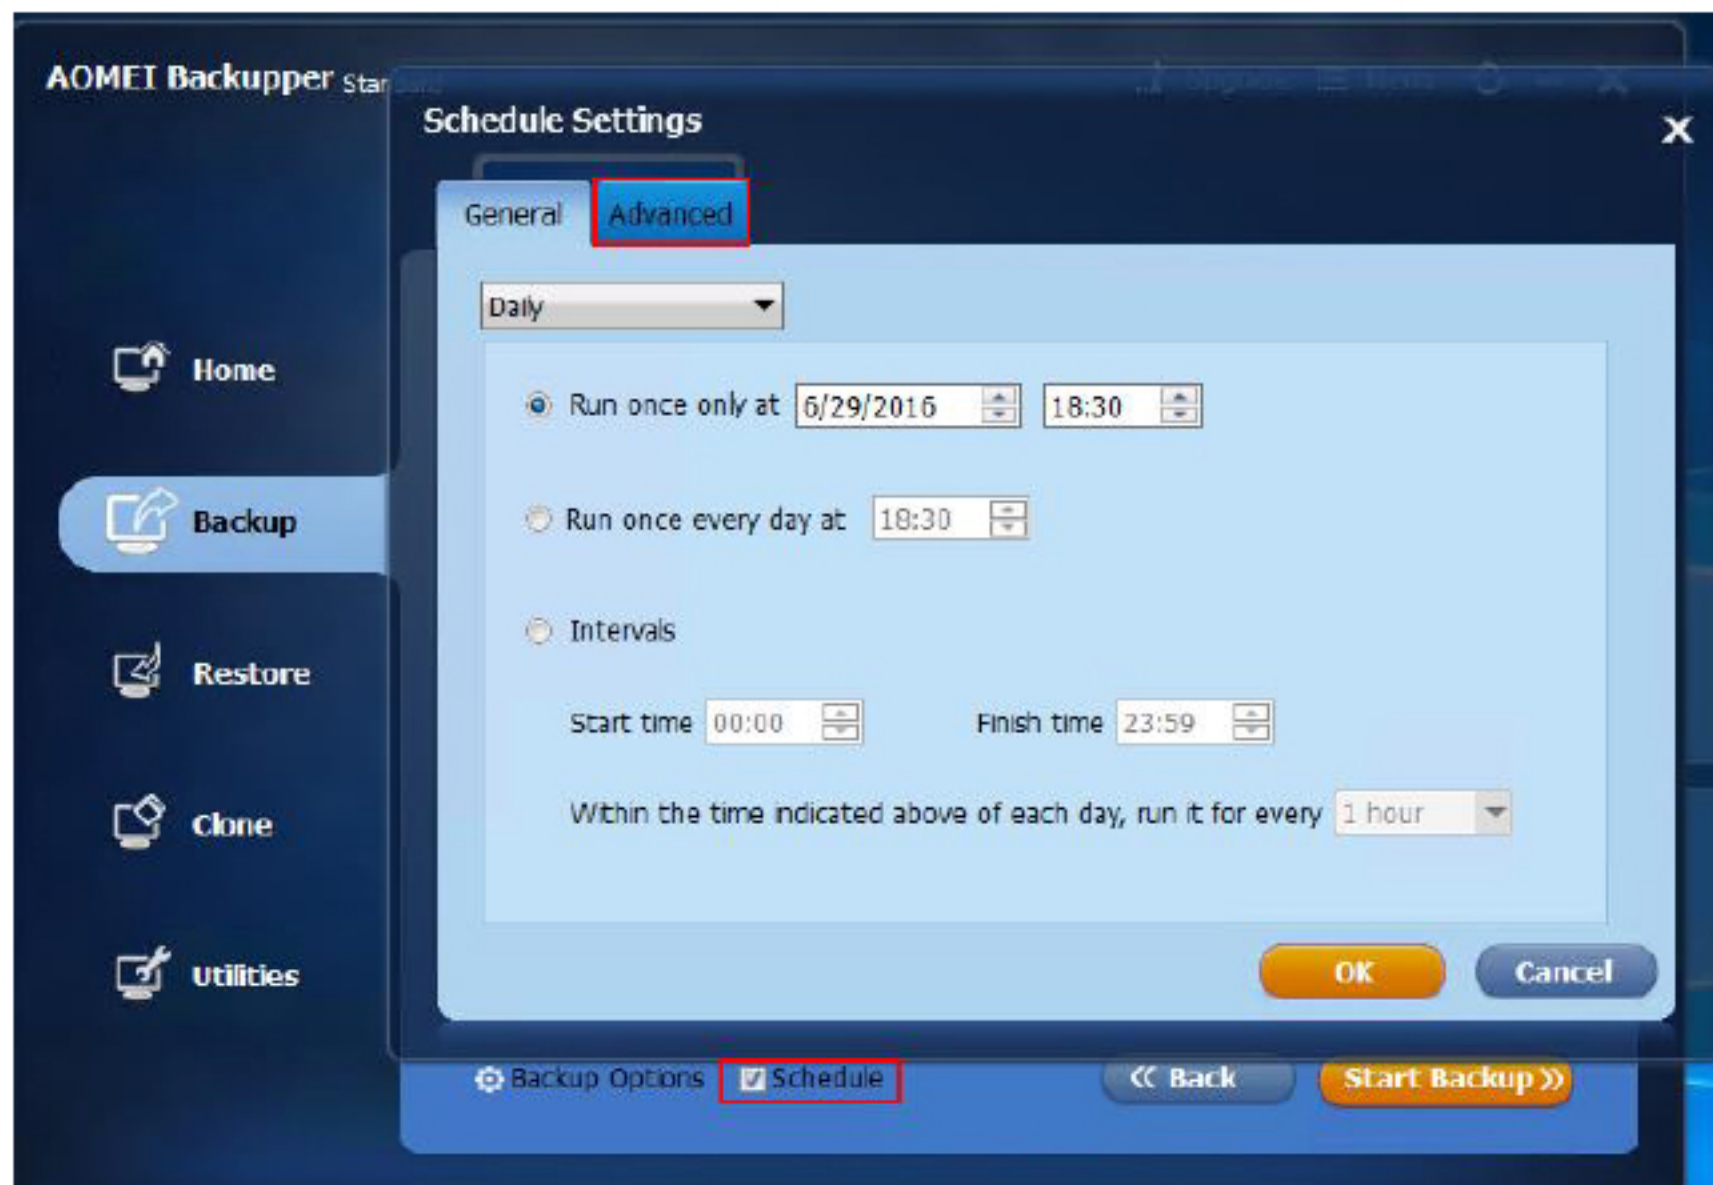 AOMEI Backupper Standard
Upgrade Menu
Schedule Settings
General Advanced
Daily
Home
Run once only at 6/29/2016 18:30
Backup
Run once every day at 18:30
Intervals
Restore
Start time 00:00 Finish time 23:59
Within the time indicated above of each day, run it for every 1 hour
Clone
Utilities
OK Cancel
Backup Options Schedule Back Start Backup